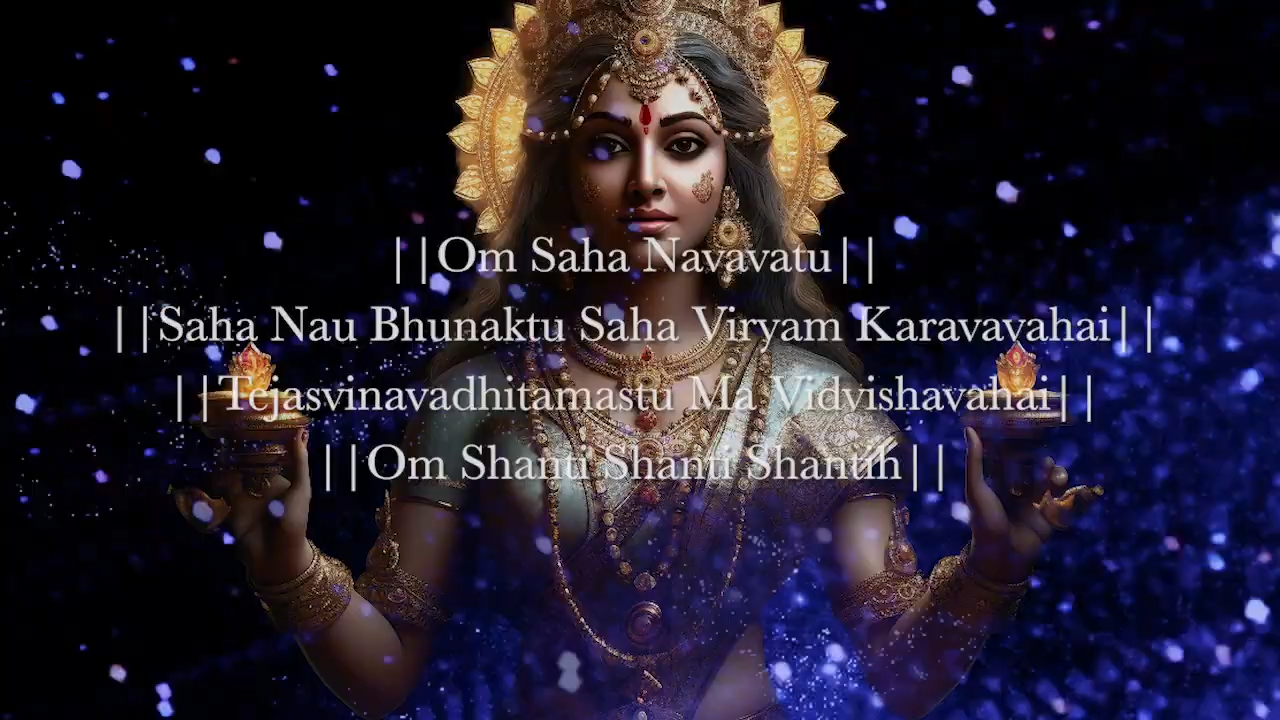 ||Om Saha Navavatu||
||Saha Nau Bhunaktu Saha Viryam Karavavahai||
||Tejasvinavadhitamastu Ma Vidvishavahai||
||Om Shanti Shanti Shantih||